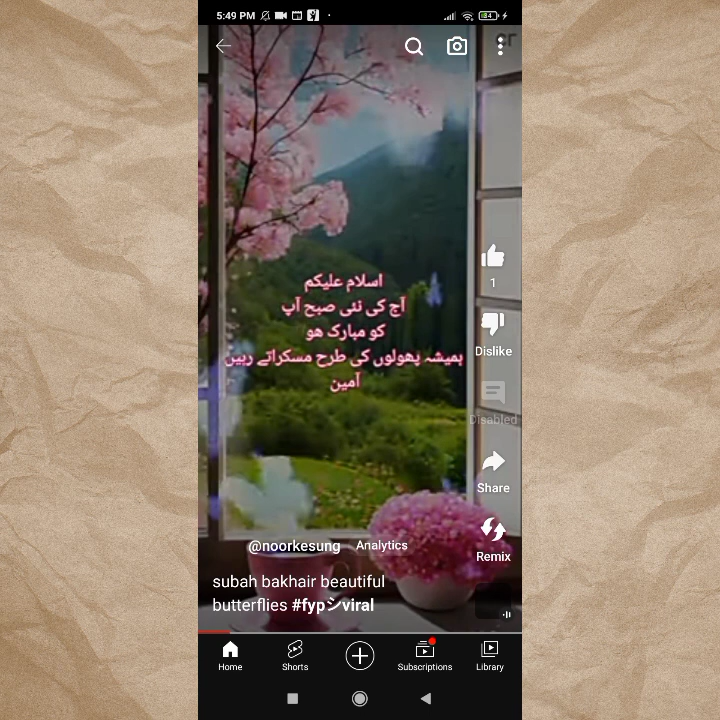 5:49 PM
84
اسلام علیکم
آج کی نئی صبح آپ
کو مبارک ھو
ہمیشہ پھولوں کی طرح مسکراتے رہیں
آمین
1
Dislike
Disabled
Share
Remix
@noorkesung Analytics
subah bakhair beautiful
butterflies #fypシviral
Home Shorts Subscriptions Library